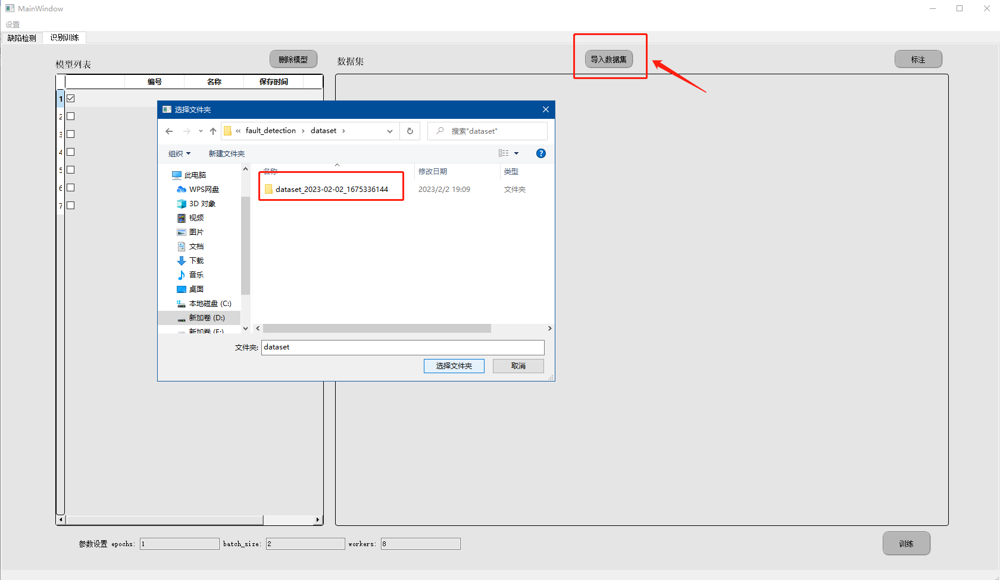 MainWindow
设置
缺陷检测 识别训练
模型列表 删除模型 数据集 导入数据集 标注
编号 名称 保存时间
1
2
3
4
5
6
7
选择文件夹
« fault_detection › dataset ›
搜索"dataset"
组织 新建文件夹
?
名称 修改日期 类型
dataset_2023-02-02_1675336144 2023/2/2 19:09 文件夹
此电脑
WPS网盘
3D 对象
视频
图片
文档
下载
音乐
桌面
本地磁盘 (C:)
新加卷 (D:)
新加卷 (E:)
文件夹: dataset
选择文件夹 取消
参数设置 epochs: 1 batch_size: 2 workers: 8
训练